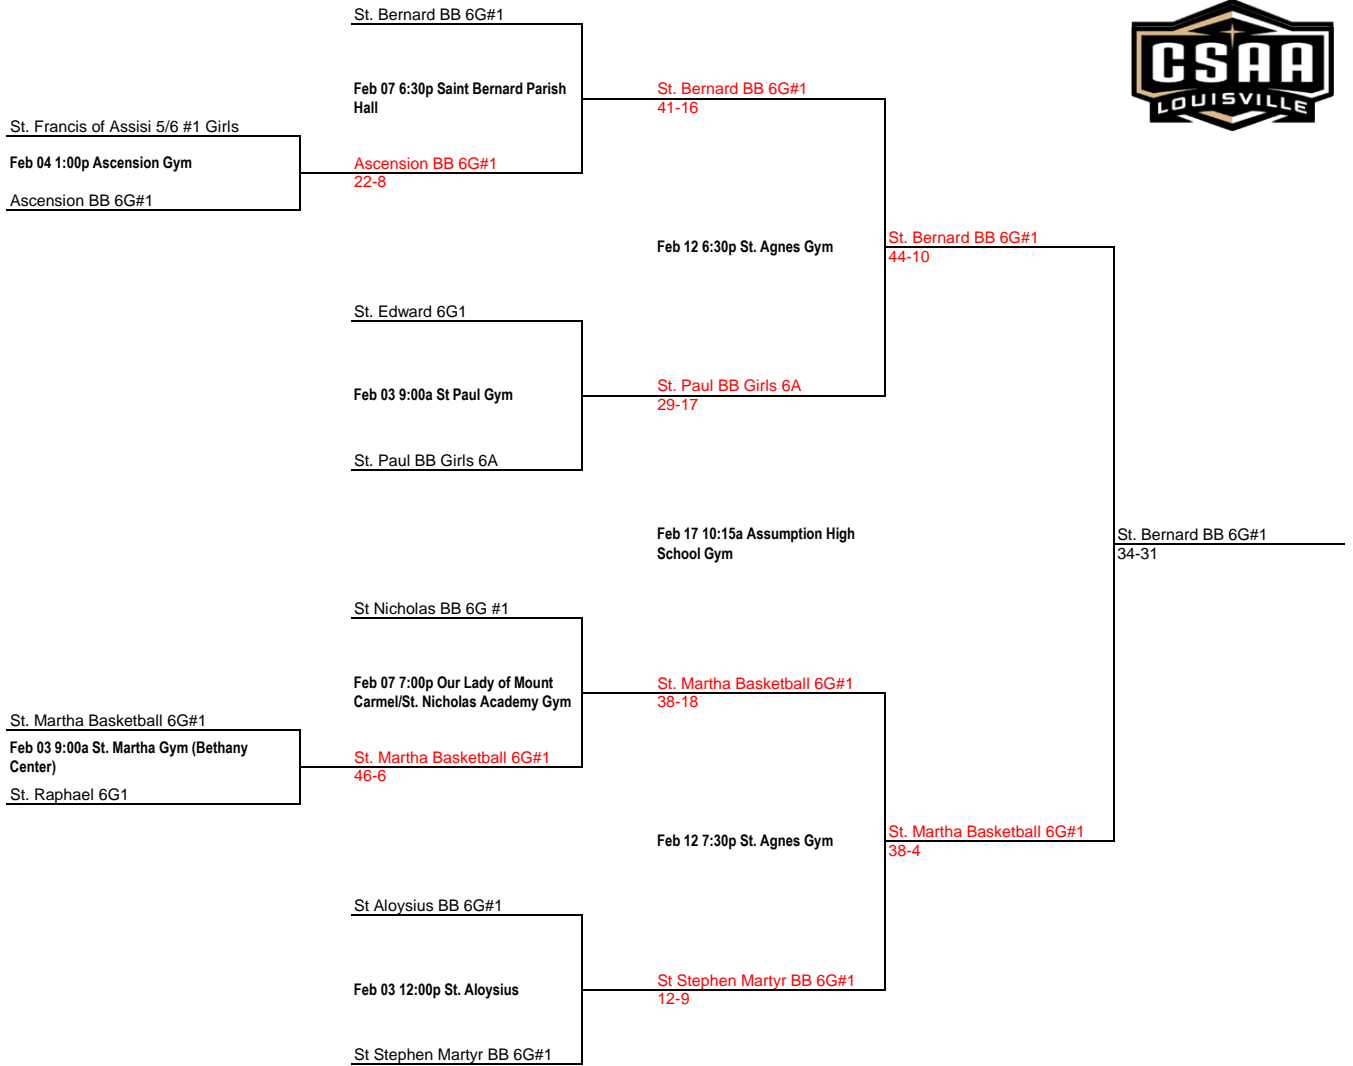 St. Bernard BB 6G#1
CSAA
LOUISVILLE
Feb 07 6:30p Saint Bernard Parish
Hall
St. Bernard BB 6G#1
41-16
St. Francis of Assisi 5/6 #1 Girls
Feb 04 1:00p Ascension Gym
Ascension BB 6G#1
22-8
Ascension BB 6G#1
Feb 12 6:30p St. Agnes Gym
St. Bernard BB 6G#1
44-10
St. Edward 6G1
Feb 03 9:00a St Paul Gym
St. Paul BB Girls 6A
29-17
St. Paul BB Girls 6A
Feb 17 10:15a Assumption High
School Gym
St. Bernard BB 6G#1
34-31
St Nicholas BB 6G #1
Feb 07 7:00p Our Lady of Mount
Carmel/St. Nicholas Academy Gym
St. Martha Basketball 6G#1
38-18
St. Martha Basketball 6G#1
Feb 03 9:00a St. Martha Gym (Bethany
Center)
St. Martha Basketball 6G#1
46-6
St. Raphael 6G1
Feb 12 7:30p St. Agnes Gym
St. Martha Basketball 6G#1
38-4
St Aloysius BB 6G#1
Feb 03 12:00p St. Aloysius
St Stephen Martyr BB 6G#1
12-9
St Stephen Martyr BB 6G#1